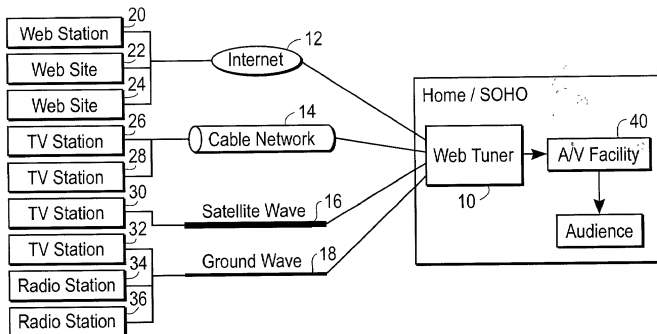 20
Web Station
22
Web Site
24
Web Site
26
TV Station
28
TV Station
30
TV Station
32
TV Station
34
Radio Station
36
Radio Station
12
Internet
14
Cable Network
Satellite Wave
16
Ground Wave
18
Home / SOHO
Web Tuner
10
40
A/V Facility
Audience